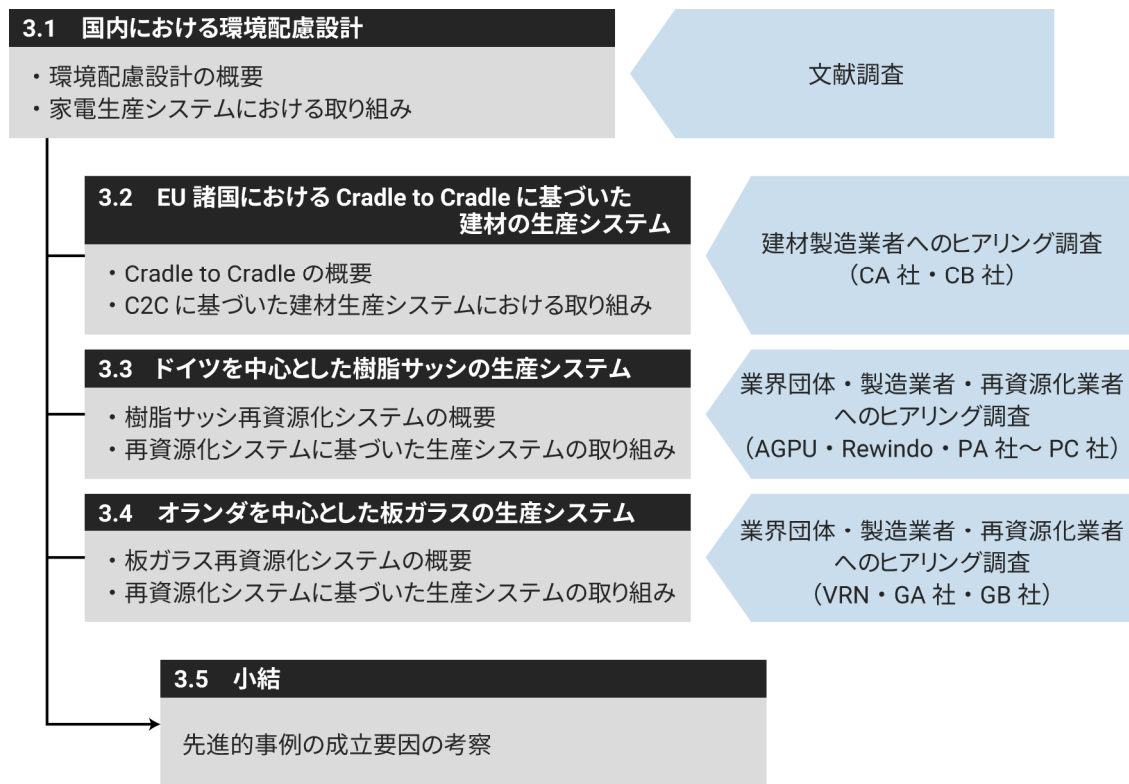 3.1 国内における環境配慮設計
・環境配慮設計の概要
・家電生産システムにおける取り組み
文献調査
3.2 EU 諸国における Cradle to Cradle に基づいた
建材の生産システム
・Cradle to Cradle の概要
・C2C に基づいた建材生産システムにおける取り組み
建材製造業者へのヒアリング調査
（CA 社・CB 社）
3.3 ドイツを中心とした樹脂サッシの生産システム
・樹脂サッシ再資源化システムの概要
・再資源化システムに基づいた生産システムの取り組み
業界団体・製造業者・再資源化業者
へのヒアリング調査
（AGPU・Rewindo・PA 社～ PC 社）
3.4 オランダを中心とした板ガラスの生産システム
・板ガラス再資源化システムの概要
・再資源化システムに基づいた生産システムの取り組み
業界団体・製造業者・再資源化業者
へのヒアリング調査
（VRN・GA 社・GB 社）
3.5 小結
先進的事例の成立要因の考察